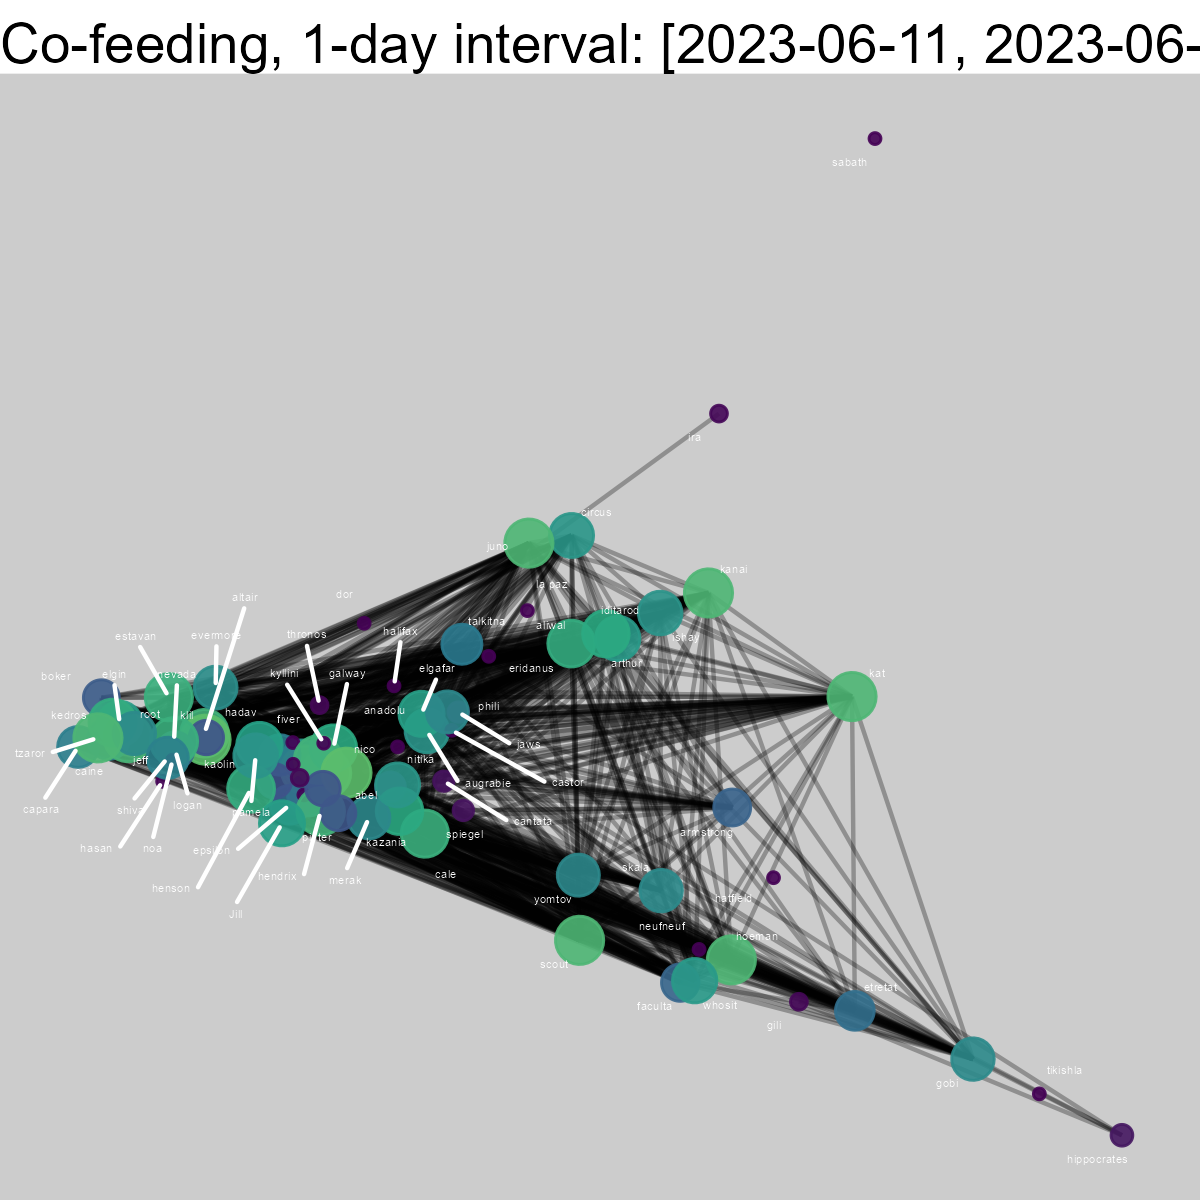 Co-feeding, 1-day interval: [2023-06-11, 2023-06-
sabath
ira
circus
juno
kanai
la paz
dor
altair
iditarod
talkitna
aliwal
estavan
evermore
thronos
halifax
ishay
arthur
eridanus
elgafar
kat
boker
elgin
nevada
kyllini
galway
phili
anadolu
kedros
root
klil
hadav
fiver
jaws
nico
tzaror
jeff
kaolin
nitika
caine
augrabie
castor
abel
capara
shiva
logan
pamela
cantata
armstrong
spiegel
pitter
kazania
hasan
noa
epsilon
skala
cale
hendrix
merak
henson
yomtov
hatfield
Jill
neufneuf
hoeman
scout
etretat
faculta
whosit
gili
tikishla
gobi
hippocrates